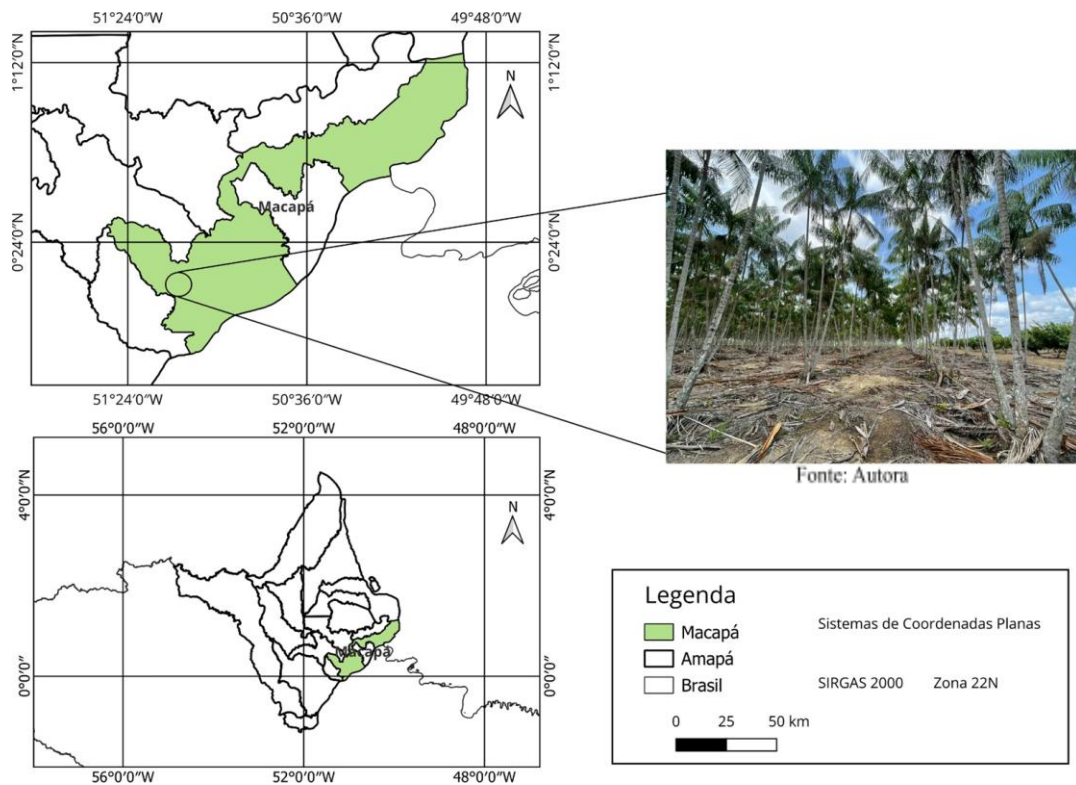 51°24′0″W 50°36′0″W 49°48′0″W
1°12′0″N 1°12′0″N
N
Macapá
0°24′0″N 0°24′0″N
51°24′0″W 50°36′0″W 49°48′0″W
Fonte: Autora
56°0′0″W 52°0′0″W 48°0′0″W
4°0′0″N 4°0′0″N
N
Macapá
0°0′0″ 0°0′0″
56°0′0″W 52°0′0″W 48°0′0″W
Legenda
Macapá
Amapá
Brasil
Sistemas de Coordenadas Planas
SIRGAS 2000 Zona 22N
0 25 50 km